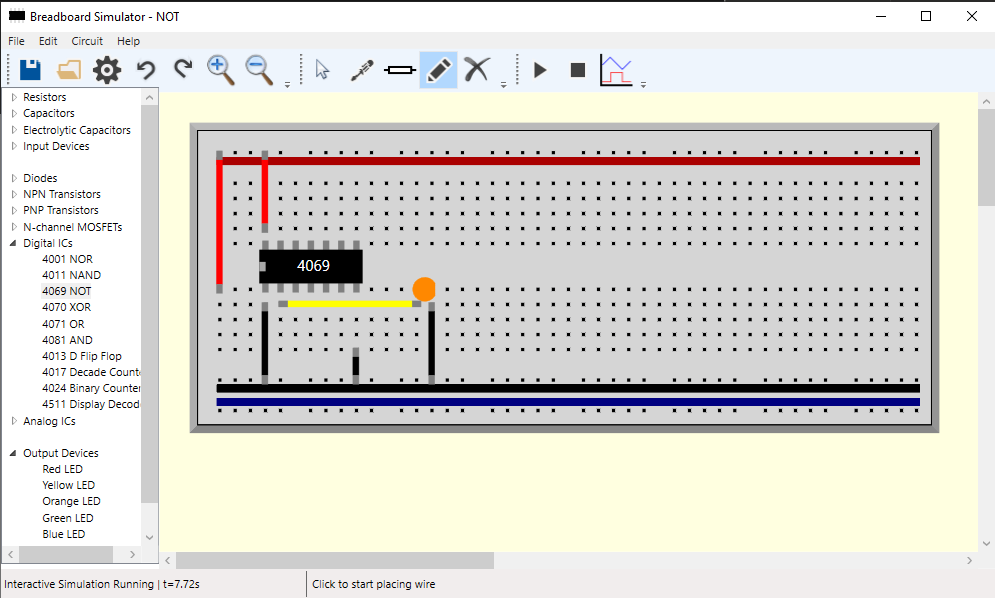 Breadboard Simulator - NOT
File Edit Circuit Help
Resistors
Capacitors
Electrolytic Capacitors
Input Devices
Diodes
NPN Transistors
PNP Transistors
N-channel MOSFETs
Digital ICs
4001 NOR
4011 NAND
4069 NOT
4070 XOR
4071 OR
4081 AND
4013 D Flip Flop
4017 Decade Count
4024 Binary Counter
4511 Display Decod
Analog ICs
Output Devices
Red LED
Yellow LED
Orange LED
Green LED
Blue LED
4069
Interactive Simulation Running | t=7.72s
Click to start placing wire